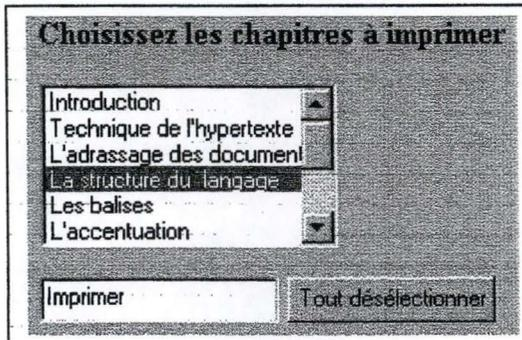 Choisissez les chapitres à imprimer
Introduction
Technique de l'hypertexte
L'adrassage des document
La structure du langage
Les balises
L'accentuation
Imprimer
Tout désélectionner